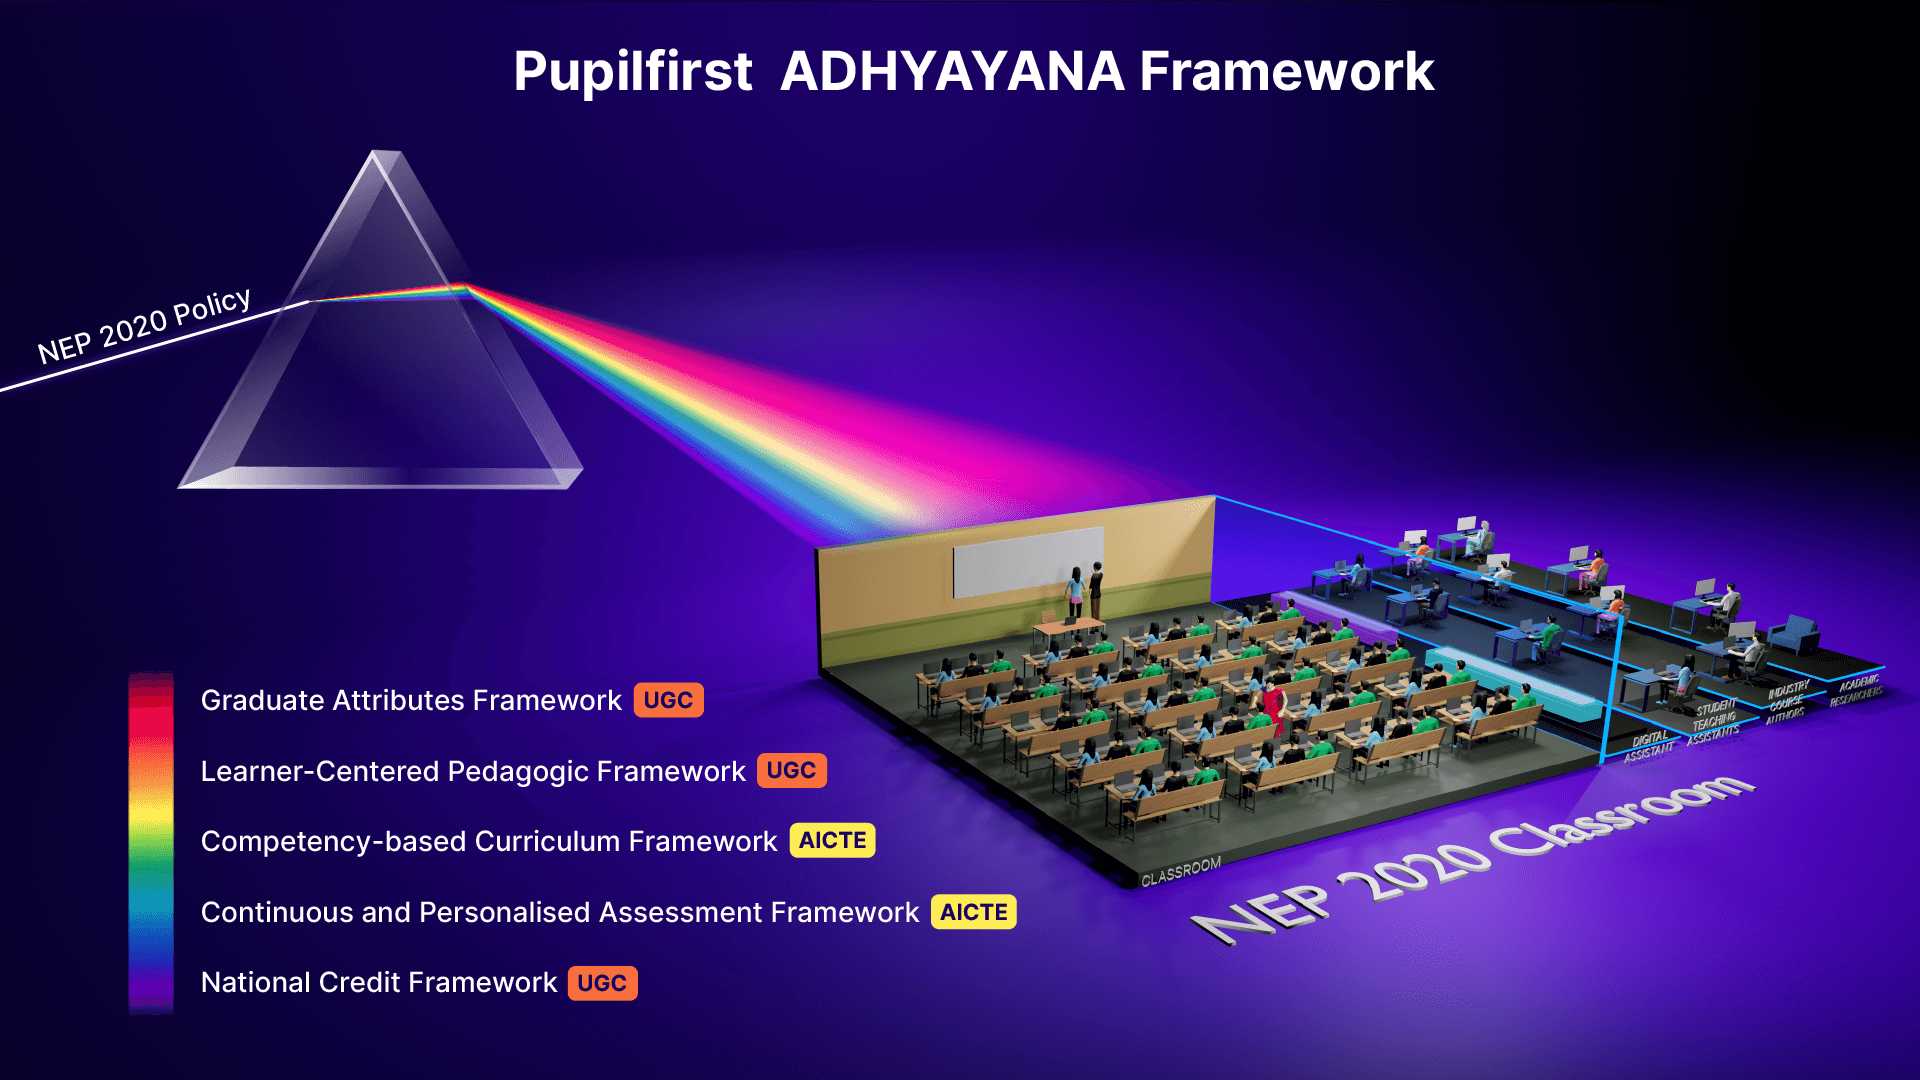 Pupilfirst ADHYAYANA Framework
NEP 2020 Policy
Graduate Attributes Framework UGC
Learner-Centered Pedagogic Framework UGC
Competency-based Curriculum Framework AICTE
Continuous and Personalised Assessment Framework AICTE
National Credit Framework UGC
CLASSROOM
DIGITAL
ASSISTANT
STUDENT
TEACHING
ASSISTANTS
INDUSTRY
COURSE
AUTHORS
ACADEMIC
RESEARCHERS
NEP 2020 Classroom